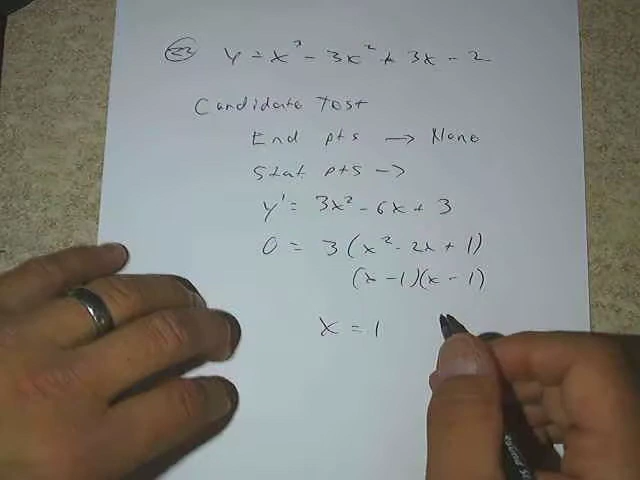 33 y = x³ - 3x² + 3x - 2
Candidate Test
End pts → None
Stat. pts →
y' = 3x² - 6x + 3
0 = 3(x² - 2x + 1)
(x - 1)(x - 1)
x = 1